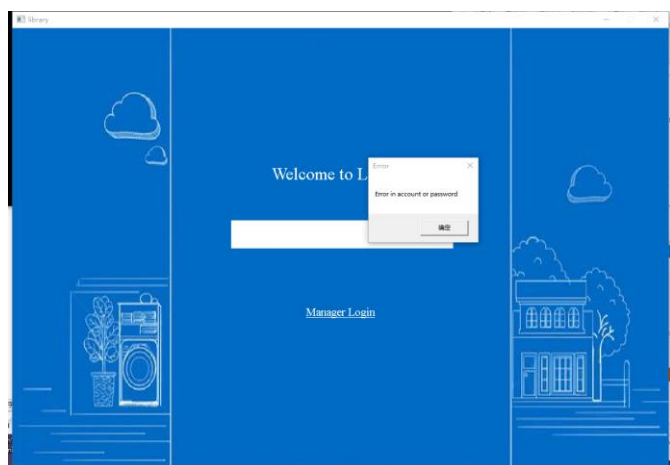 library
Welcome to L
Error
Error in account or password
确定
Manager Login